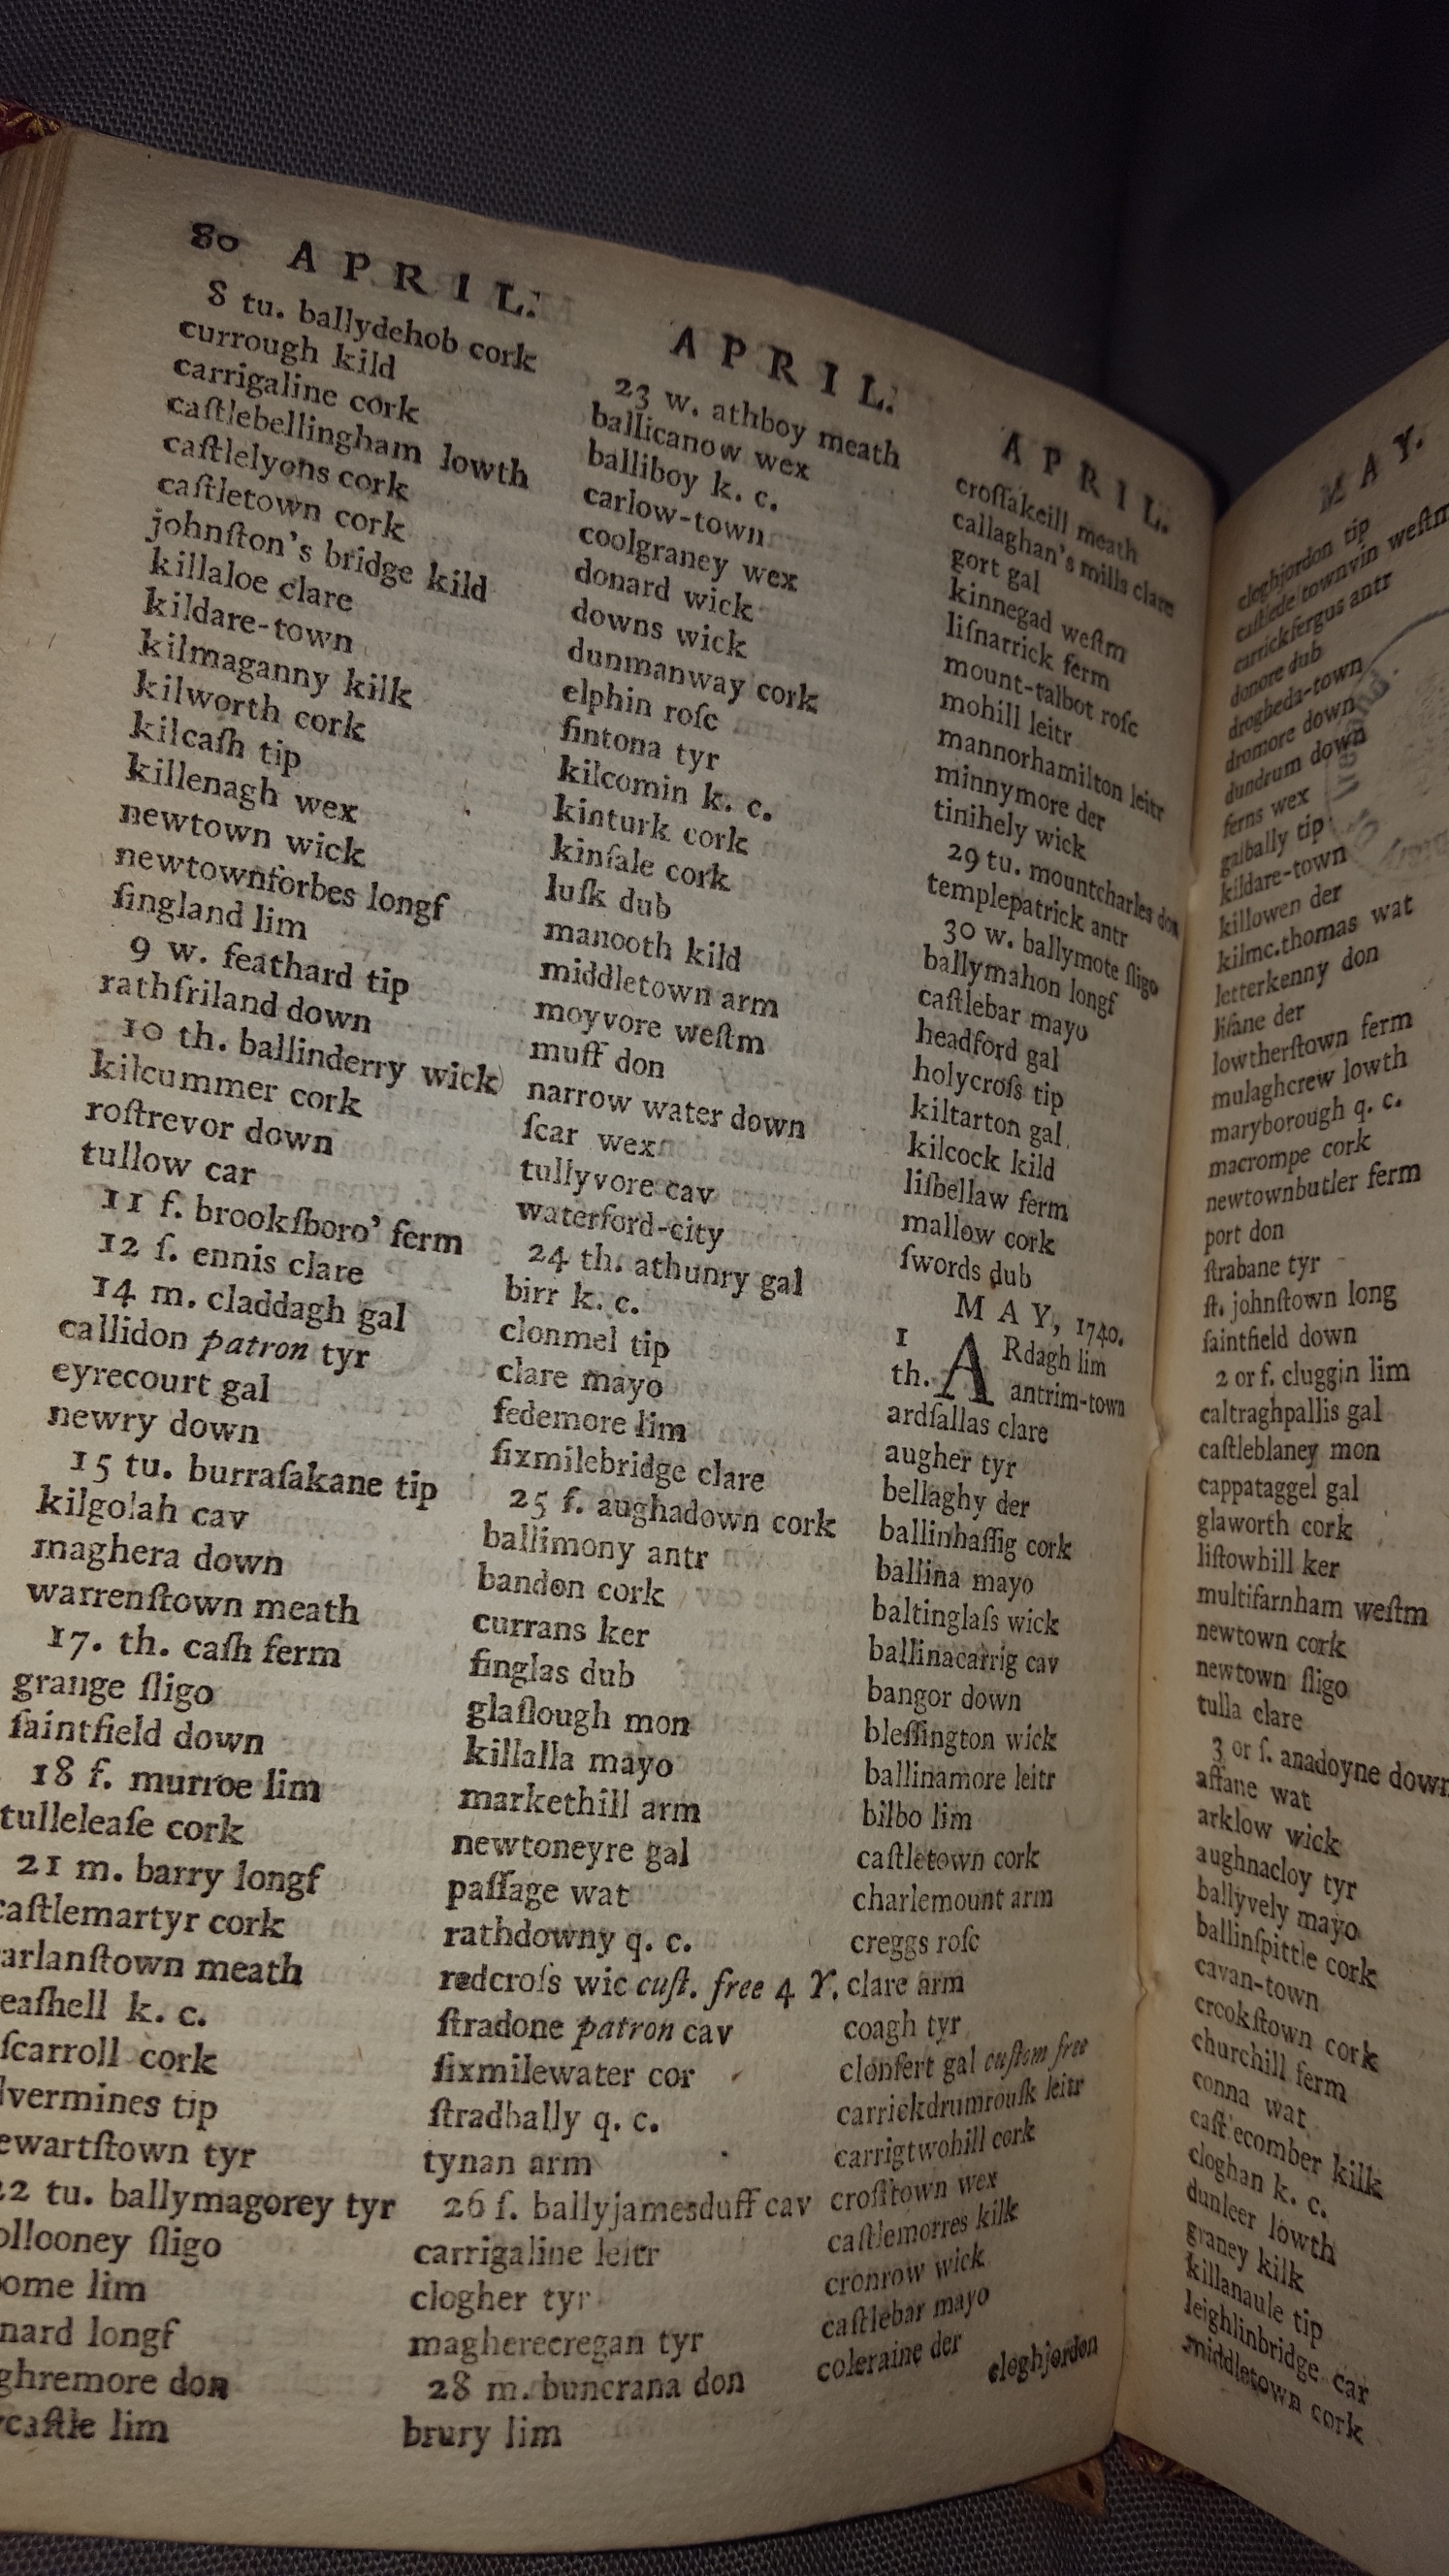 80 APRIL.
8 tu. ballydehob cork
currough kild
carrigaline cork
caſtlebellingham lowth
caſtlelyons cork
caſtletown cork
johnſton's bridge kild
killaloe clare
kildare-town
kilmaganny kilk
kilworth cork
kilcaſh tip
killenagh wex
newtown wick
newtownforbes longf
ſingland lim
9 w. feathard tip
rathſriland down
10 th. ballinderry wick
kilcummer cork
roſtrevor down
tullow car
11 f. brookſboro' ferm
12 ſ. ennis clare
14 m. claddagh gal
callidon patron tyr
eyrecourt gal
newry down
15 tu. burraſakane tip
kilgolah cav
maghera down
warrenſtown meath
17. th. caſh ferm
grange ſligo
ſaintfield down
18 f. murroe lim
tulleleaſe cork
21 m. barry longf
caſtlemartyr cork
arlanſtown meath
eaſhell k. c.
ſcarroll cork
lvermines tip
ewartſtown tyr
22 tu. ballymagorey tyr
ollooney ſligo
ome lim
nard longf
ghremore don
caſtle lim
APRIL.
23 w. athboy meath
ballicanow wex
balliboy k. c.
carlow-town
coolgraney wex
donard wick
downs wick
dunmanway cork
elphin roſc
fintona tyr
kilcomin k. c.
kinturk cork
kinſale cork
luſk dub
manooth kild
middletown arm
moyvore weſtm
muff don
narrow water down
ſcar wex
tullyvore cav
waterford-city
24 th. athunry gal
birr k. c.
clonmel tip
clare mayo
fedemore lim
ſixmilebridge clare
25 f. aughadown cork
ballimony antr
bandon cork
currans ker
finglas dub
glaſlough mon
killalla mayo
markethill arm
newtoneyre gal
paſſage wat
rathdowny q. c.
redcroſs wic cuſt. free 4 Y.
ſtradone patron cav
ſixmilewater cor
ſtradbally q. c.
tynan arm
26 ſ. ballyjamesduff cav
carrigaline leitr
clogher tyr
magherecregan tyr
28 m. buncrana don
brury lim
APRIL.
croſſakeill meath
callaghan's mills clare
gort gal
kinnegad weſtm
liſnarrick ferm
mount-talbot roſc
mohill leitr
mannorhamilton leitr
minnymore der
tinihely wick
29 tu. mountcharles don
templepatrick antr
30 w. ballymote ſligo
ballymahon longf
caſtlebar mayo
headford gal
holycroſs tip
kiltarton gal
kilcock kild
liſbellaw ferm
mallow cork
ſwords dub
MAY, 1740.
1 th. ARdagh lim
antrim-town
ardſallas clare
augher tyr
bellaghy der
ballinhaſſig cork
ballina mayo
baltinglaſs wick
ballinacarrig cav
bangor down
bleſſington wick
ballinamore leitr
bilbo lim
caſtletown cork
charlemount arm
creggs roſc
clare arm
coagh tyr
clonfert gal cuſtom free
carrickdrumrouſk leitr
carrigtwohill cork
croſſtown wex
caſtlemorres kilk
cronrow wick
caſtlebar mayo
coleraine der
cloghjordon
MAY.
cloghjordon tip
caſtledeltownvin weſtm
carrickfergus antr
donore dub
drogheda-town
dromore down
dundrum down
ferns wex
galbally tip
kildare-town
killowen der
kilmc.thomas wat
letterkenny don
liſane der
lowtherſtown ferm
mulaghcrew lowth
maryborough q. c.
macrompe cork
newtownbutler ferm
port don
ſtrabane tyr
ſt. johnſtown long
ſaintfield down
2 or f. cluggin lim
caltraghpallis gal
caſtleblaney mon
cappataggel gal
glaworth cork
liſtowhill ker
multifarnham weſtm
newtown cork
newtown ſligo
tulla clare
3 or ſ. anadoyne down
affane wat
arklow wick
aughnacloy tyr
ballyvely mayo
ballinſpittle cork
cavan-town
crookſtown cork
churchill ferm
conna wat
caſt'ecomber kilk
cloghan k. c.
dunleer lowth
graney kilk
killanaule tip
leighlinbridge car
middletown cork